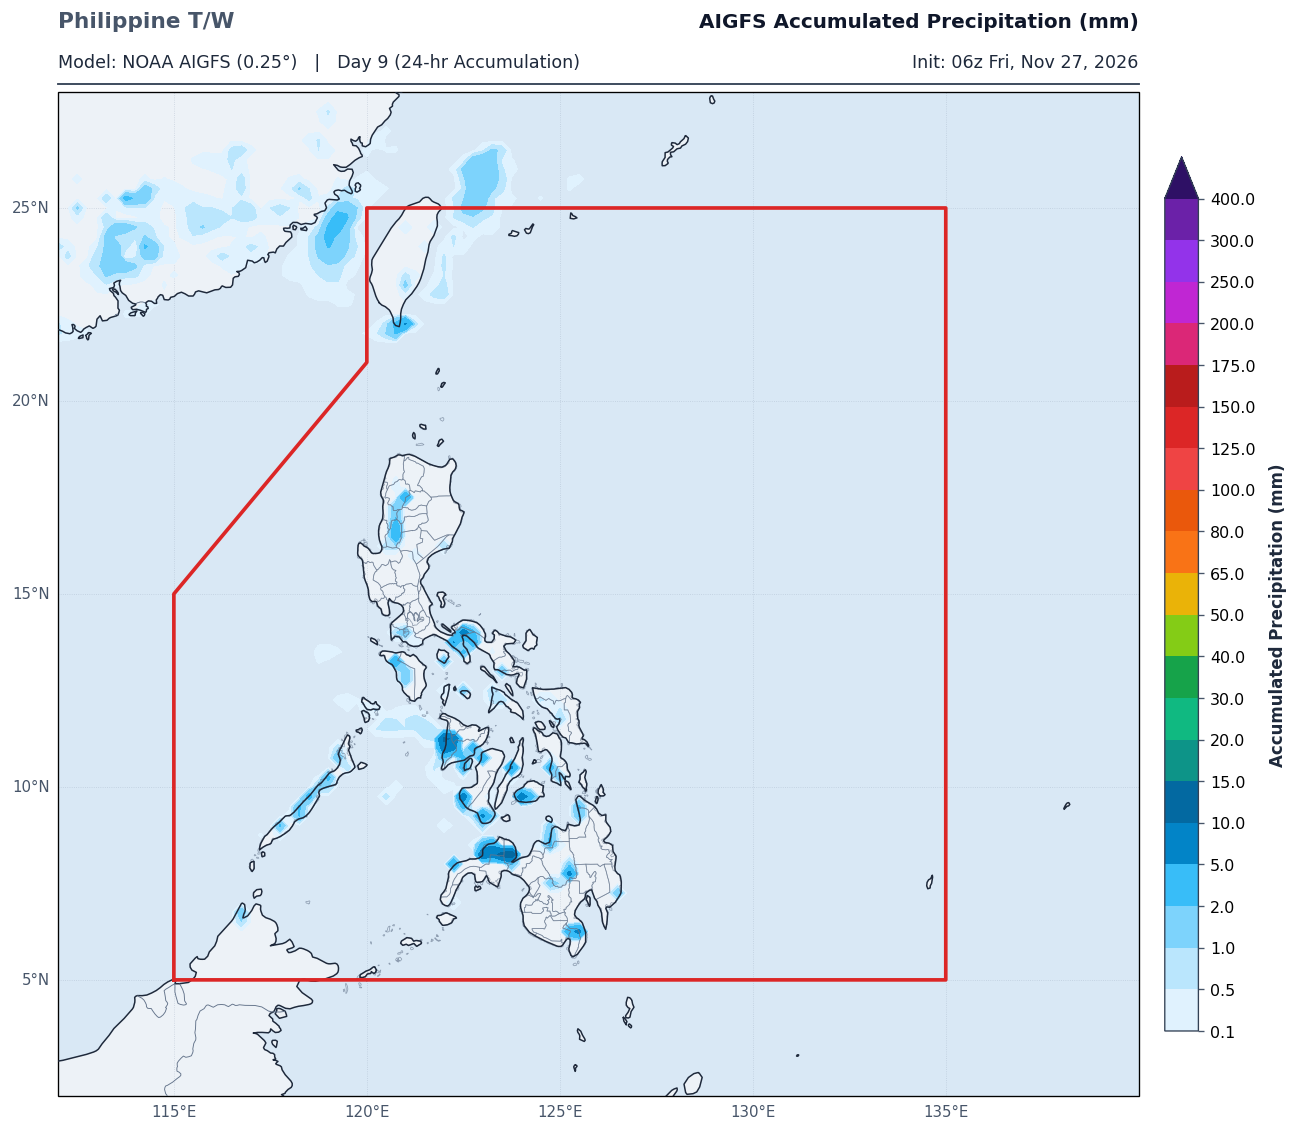 Philippine T/W
AIGFS Accumulated Precipitation (mm)
Model: NOAA AIGFS (0.25°)   |   Day 9 (24-hr Accumulation)
Init: 06z Fri, Nov 27, 2026
400.0
300.0
250.0
200.0
175.0
150.0
125.0
100.0
80.0
65.0
50.0
40.0
30.0
20.0
15.0
10.0
5.0
2.0
1.0
0.5
0.1
Accumulated Precipitation (mm)
25°N
20°N
15°N
10°N
5°N
115°E
120°E
125°E
130°E
135°E